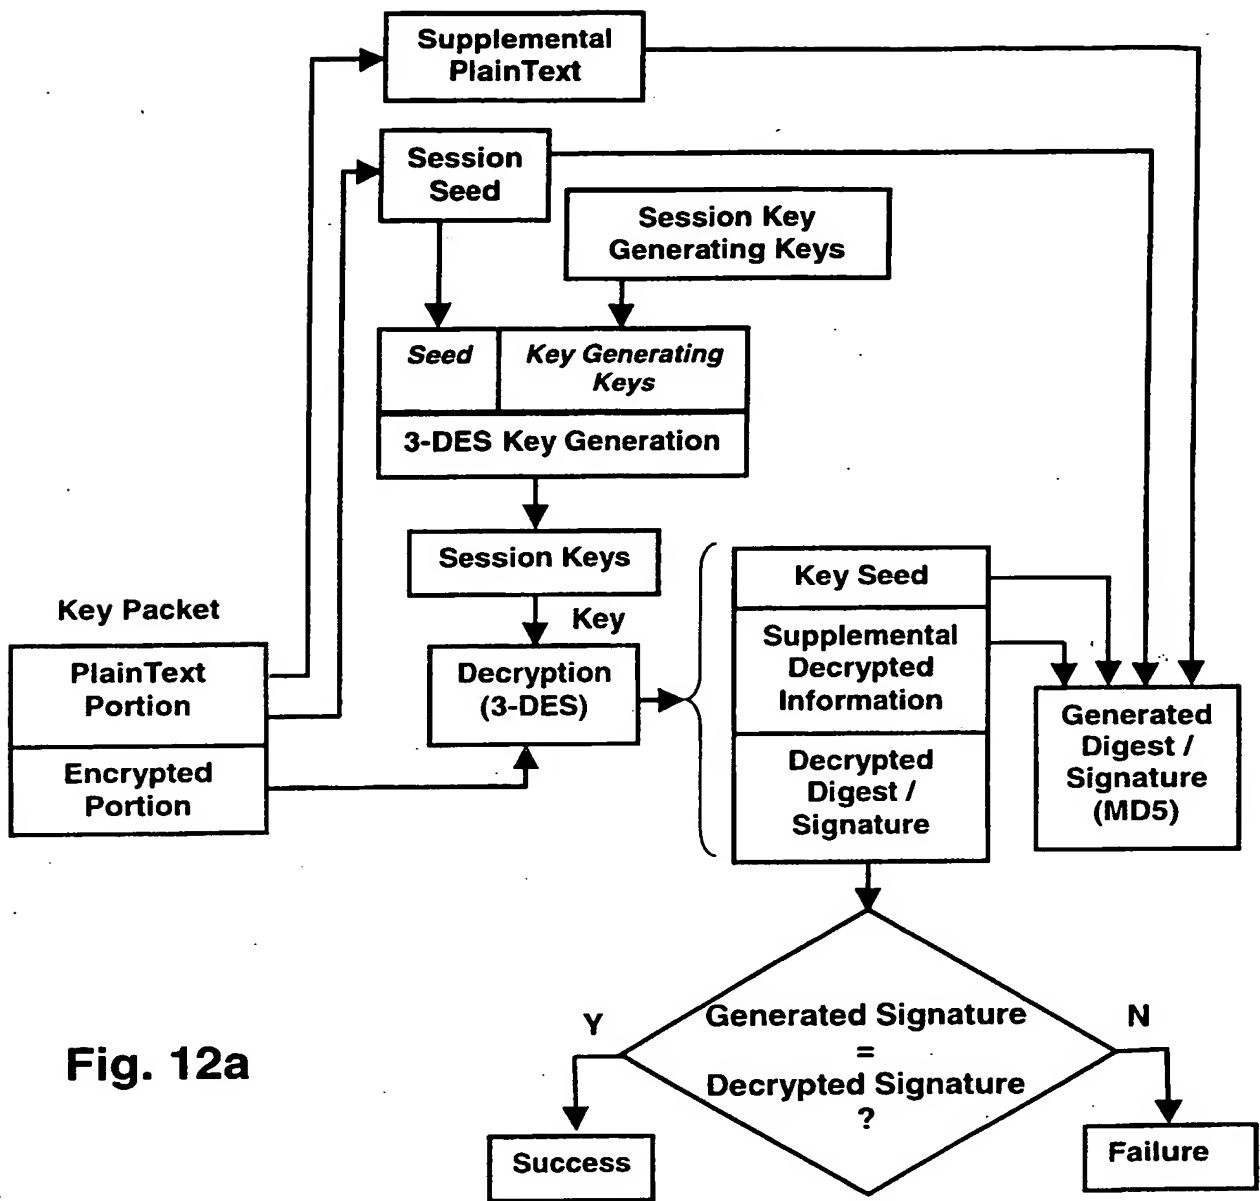 Supplemental
PlainText
Session
Seed
Session Key
Generating Keys
Seed
Key Generating
Keys
3-DES Key Generation
Session Keys
Key
Key Packet
PlainText
Portion
Encrypted
Portion
Decryption
(3-DES)
Key Seed
Supplemental
Decrypted
Information
Decrypted
Digest /
Signature
Generated
Digest /
Signature
(MD5)
Generated Signature
=
Decrypted Signature
?
Y
N
Success
Failure
Fig. 12a